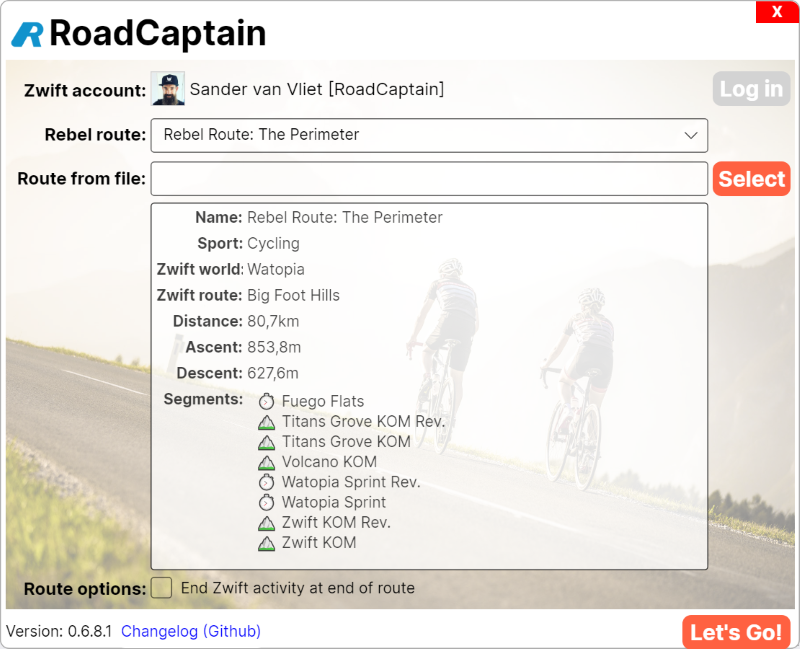 X
RoadCaptain
Zwift account: Sander van Vliet [RoadCaptain] Log in
Rebel route: Rebel Route: The Perimeter
Route from file: Select
Name: Rebel Route: The Perimeter
Sport: Cycling
Zwift world: Watopia
Zwift route: Big Foot Hills
Distance: 80,7km
Ascent: 853,8m
Descent: 627,6m
Segments: Fuego Flats
Titans Grove KOM Rev.
Titans Grove KOM
Volcano KOM
Watopia Sprint Rev.
Watopia Sprint
Zwift KOM Rev.
Zwift KOM
Route options: End Zwift activity at end of route
Version: 0.6.8.1 Changelog (Github) Let's Go!